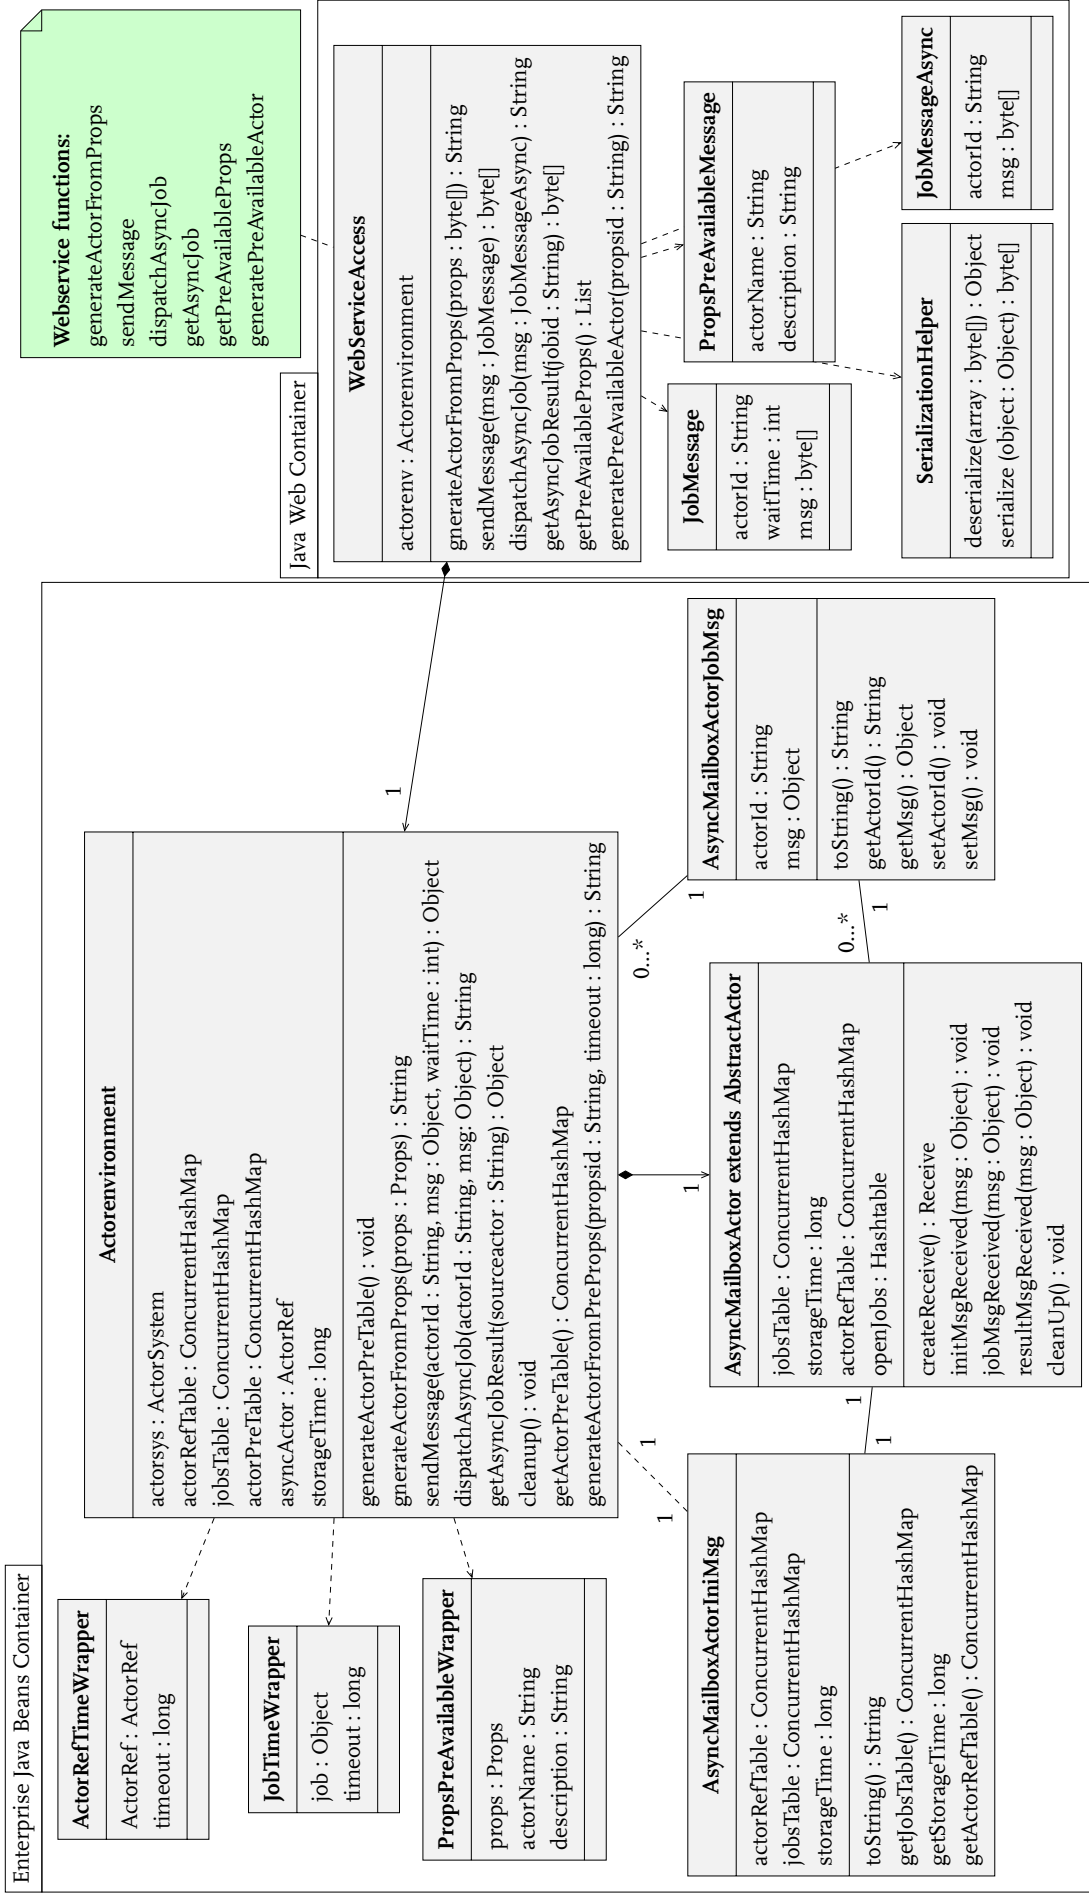 Enterprise Java Beans Container
ActorRefTimeWrapper
ActorRef : ActorRef
timeout : long
JobTimeWrapper
job : Object
timeout : long
PropsPreAvailableWrapper
props : Props
actorName : String
description : String
AsyncMailboxActorIniMsg
actorRefTable : ConcurrentHashMap
jobsTable : ConcurrentHashMap
storageTime : long
toString() : String
getJobsTable() : ConcurrentHashMap
getStorageTime : long
getActorRefTable() : ConcurrentHashMap
Actorenvironment
actorsys : ActorSystem
actorRefTable : ConcurrentHashMap
jobsTable : ConcurrentHashMap
actorPreTable : ConcurrentHashMap
asyncActor : ActorRef
storageTime : long
generateActorPreTable() : void
gnerateActorFromProps(props : Props) : String
sendMessage(actorId : String, msg : Object, waitTime : int) : Object
dispatchAsyncJob(actorId : String, msg: Object) : String
getAsyncJobResult(sourceactor : String) : Object
cleanup() : void
getActorPreTable() : ConcurrentHashMap
generateActorFromPreProps(propsid : String, timeout : long) : String
1
1
1
1
1
AsyncMailboxActor extends AbstractActor
jobsTable : ConcurrentHashMap
storageTime : long
actorRefTable : ConcurrentHashMap
openJobs : Hashtable
createReceive() : Receive
initMsgReceived(msg : Object) : void
jobMsgReceived(msg : Object) : void
resultMsgReceived(msg : Object) : void
cleanUp() : void
0...*
1
0...*
1
AsyncMailboxActorJobMsg
actorId : String
msg : Object
toString() : String
getActorId() : String
getMsg() : Object
setActorId() : void
setMsg() : void
1
Java Web Container
Webservice functions:
generateActorFromProps
sendMessage
dispatchAsyncJob
getAsyncJob
getPreAvailableProps
generatePreAvailableActor
WebServiceAccess
actorenv : Actorenvironment
gnerateActorFromProps(props : byte[]) : String
sendMessage(msg : JobMessage) : byte[]
dispatchAsyncJob(msg : JobMessageAsync) : String
getAsyncJobResult(jobid : String) : byte[]
getPreAvailableProps() : List
generatePreAvailableActor(propsid : String) : String
JobMessage
actorId : String
waitTime : int
msg : byte[]
PropsPreAvailableMessage
actorName : String
description : String
SerializationHelper
deserialize(array : byte[]) : Object
serialize (object : Object) : byte[]
JobMessageAsync
actorId : String
msg : byte[]